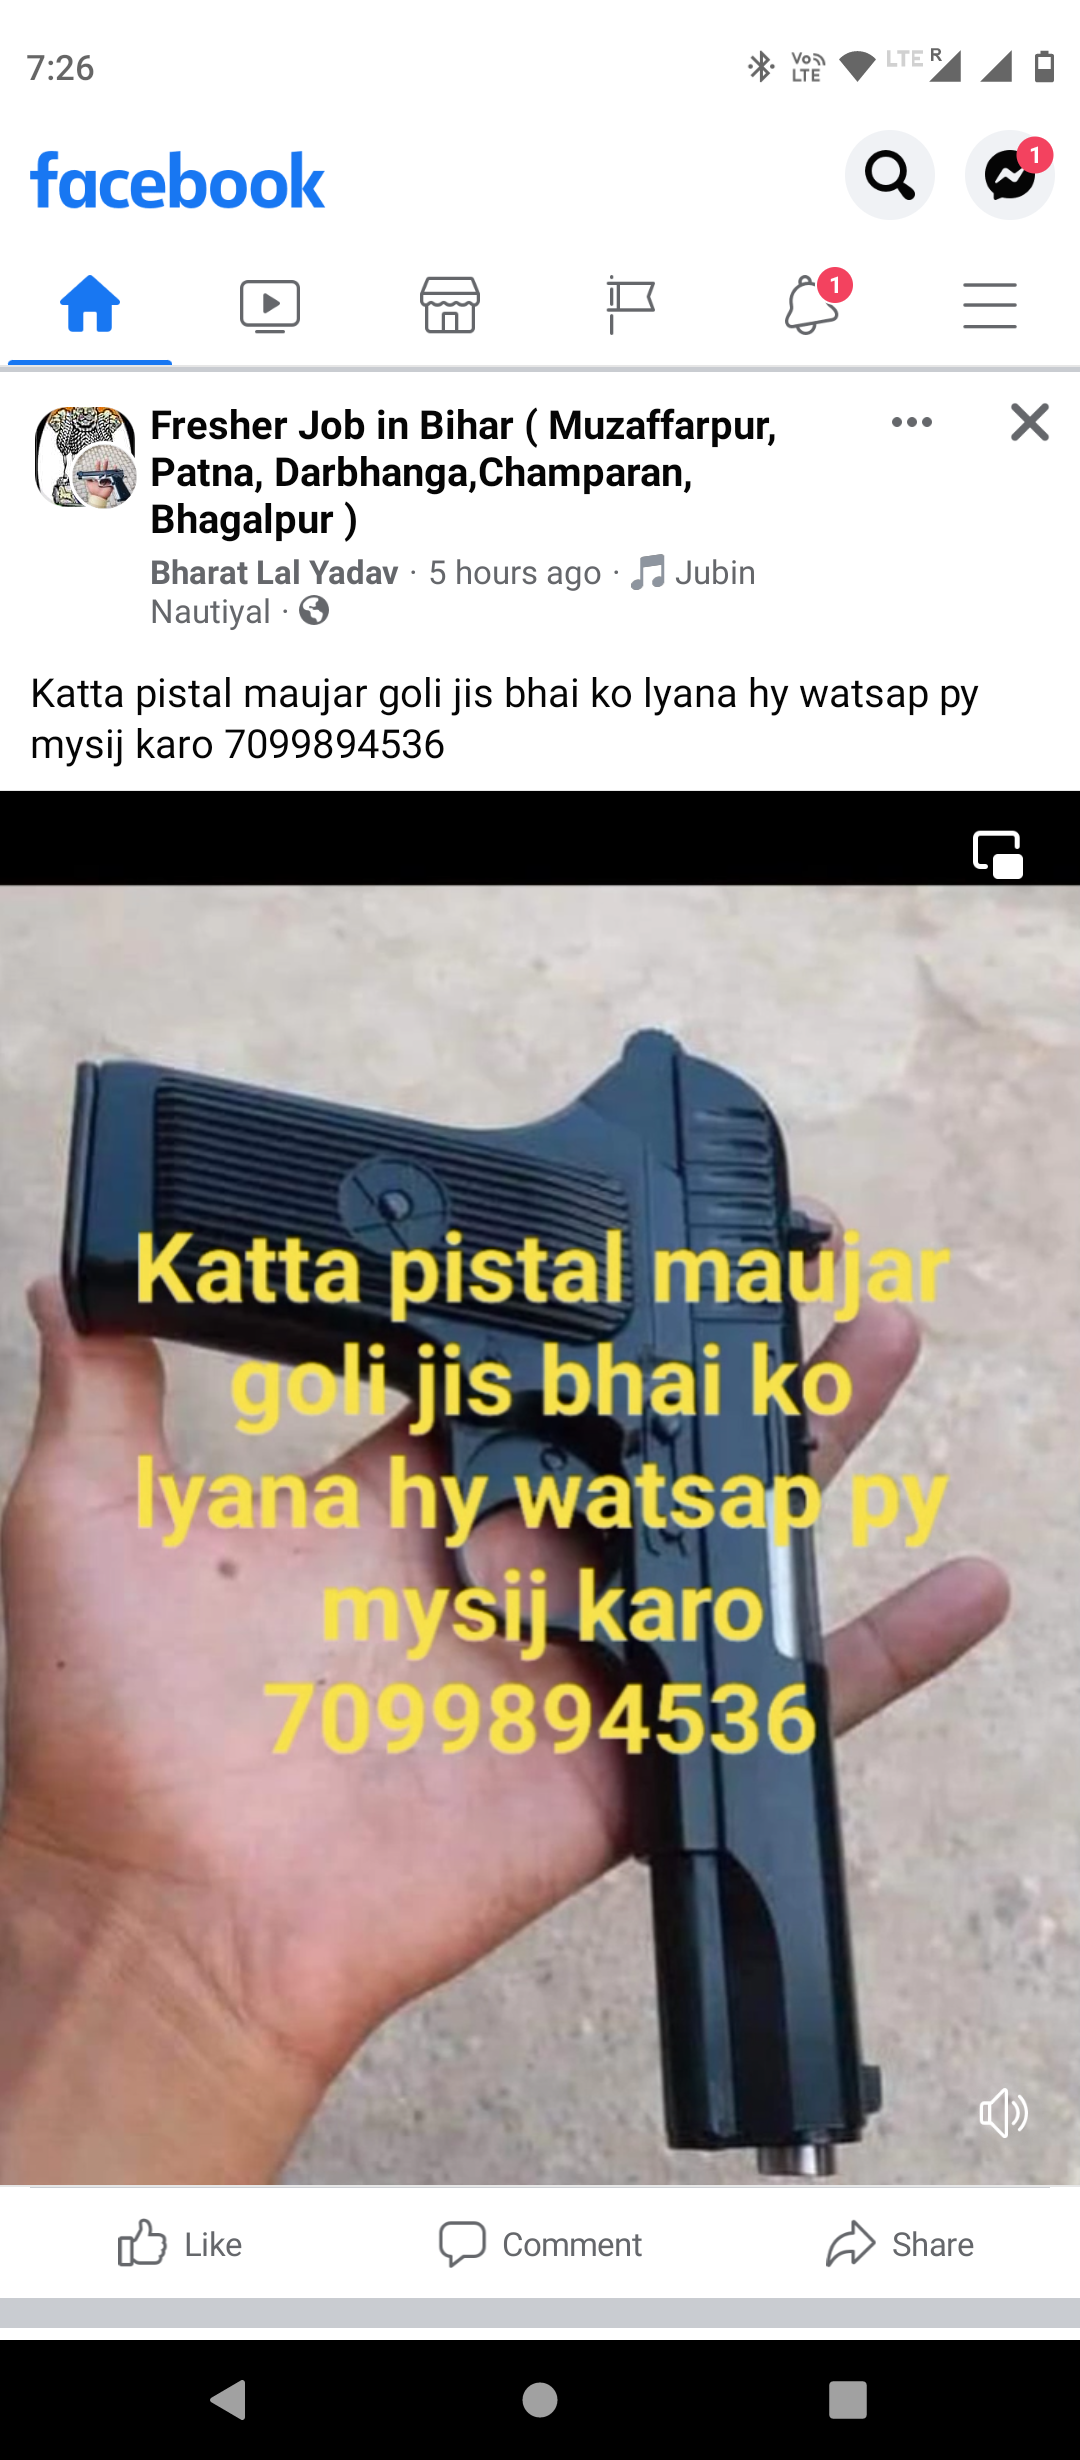 7:26
Vo LTE
LTE R
facebook
1
1
Fresher Job in Bihar ( Muzaffarpur,
Patna, Darbhanga,Champaran,
Bhagalpur )
Bharat Lal Yadav · 5 hours ago · Jubin
Nautiyal ·
Katta pistal maujar goli jis bhai ko lyana hy watsap py
mysij karo 7099894536
Katta pistal maujar
goli jis bhai ko
lyana hy watsap py
mysij karo
7099894536
Like Comment Share